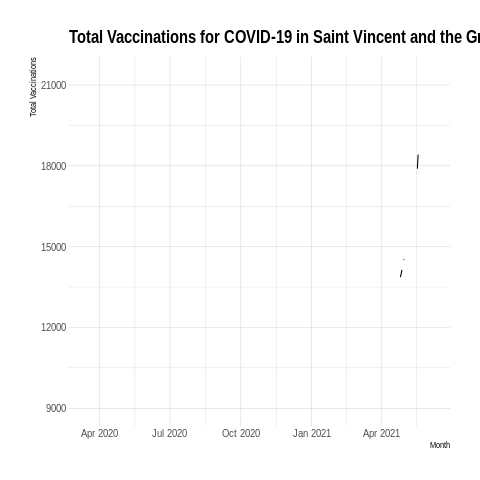 Total Vaccinations for COVID-19 in Saint Vincent and the Gr
Total Vaccinations
21000
18000
15000
12000
9000
Apr 2020 Jul 2020 Oct 2020 Jan 2021 Apr 2021
Month